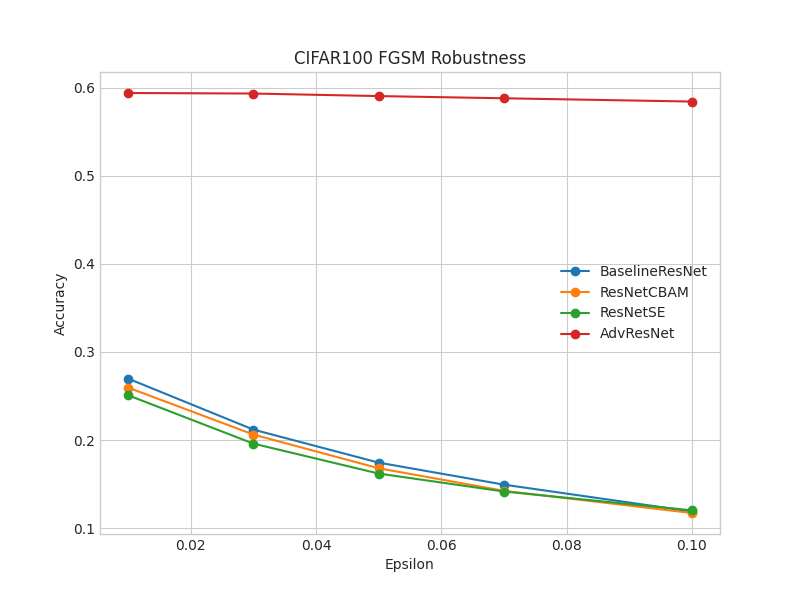 CIFAR100 FGSM Robustness
0.6
0.5
0.4
0.3
0.2
0.1
Accuracy
BaselineResNet
ResNetCBAM
ResNetSE
AdvResNet
0.02 0.04 0.06 0.08 0.10
Epsilon